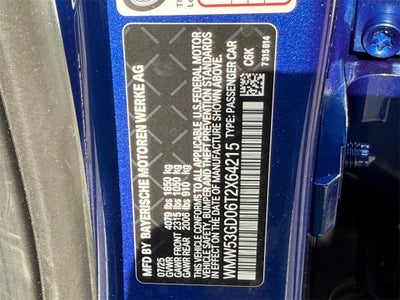 MFD BY BAYERISCHE MOTOREN WERKE AG
07/25
GVWR 4079 lbs 1850 kg
GAWR FRONT 2315 lbs 1050 kg
GAWR REAR 2006 lbs 910 kg
THIS VEHICLE CONFORMS TO ALL APPLICABLE U.S.FEDERAL MOTOR
VEHICLE SAFETY, BUMPER AND THEFT PREVENTION STANDARDS
IN EFFECT ON THE DATE OF MANUFACTURE SHOWN ABOVE.
WMW53GD06T2X64215 TYPE: PASSENGER CAR
C6K
7315814